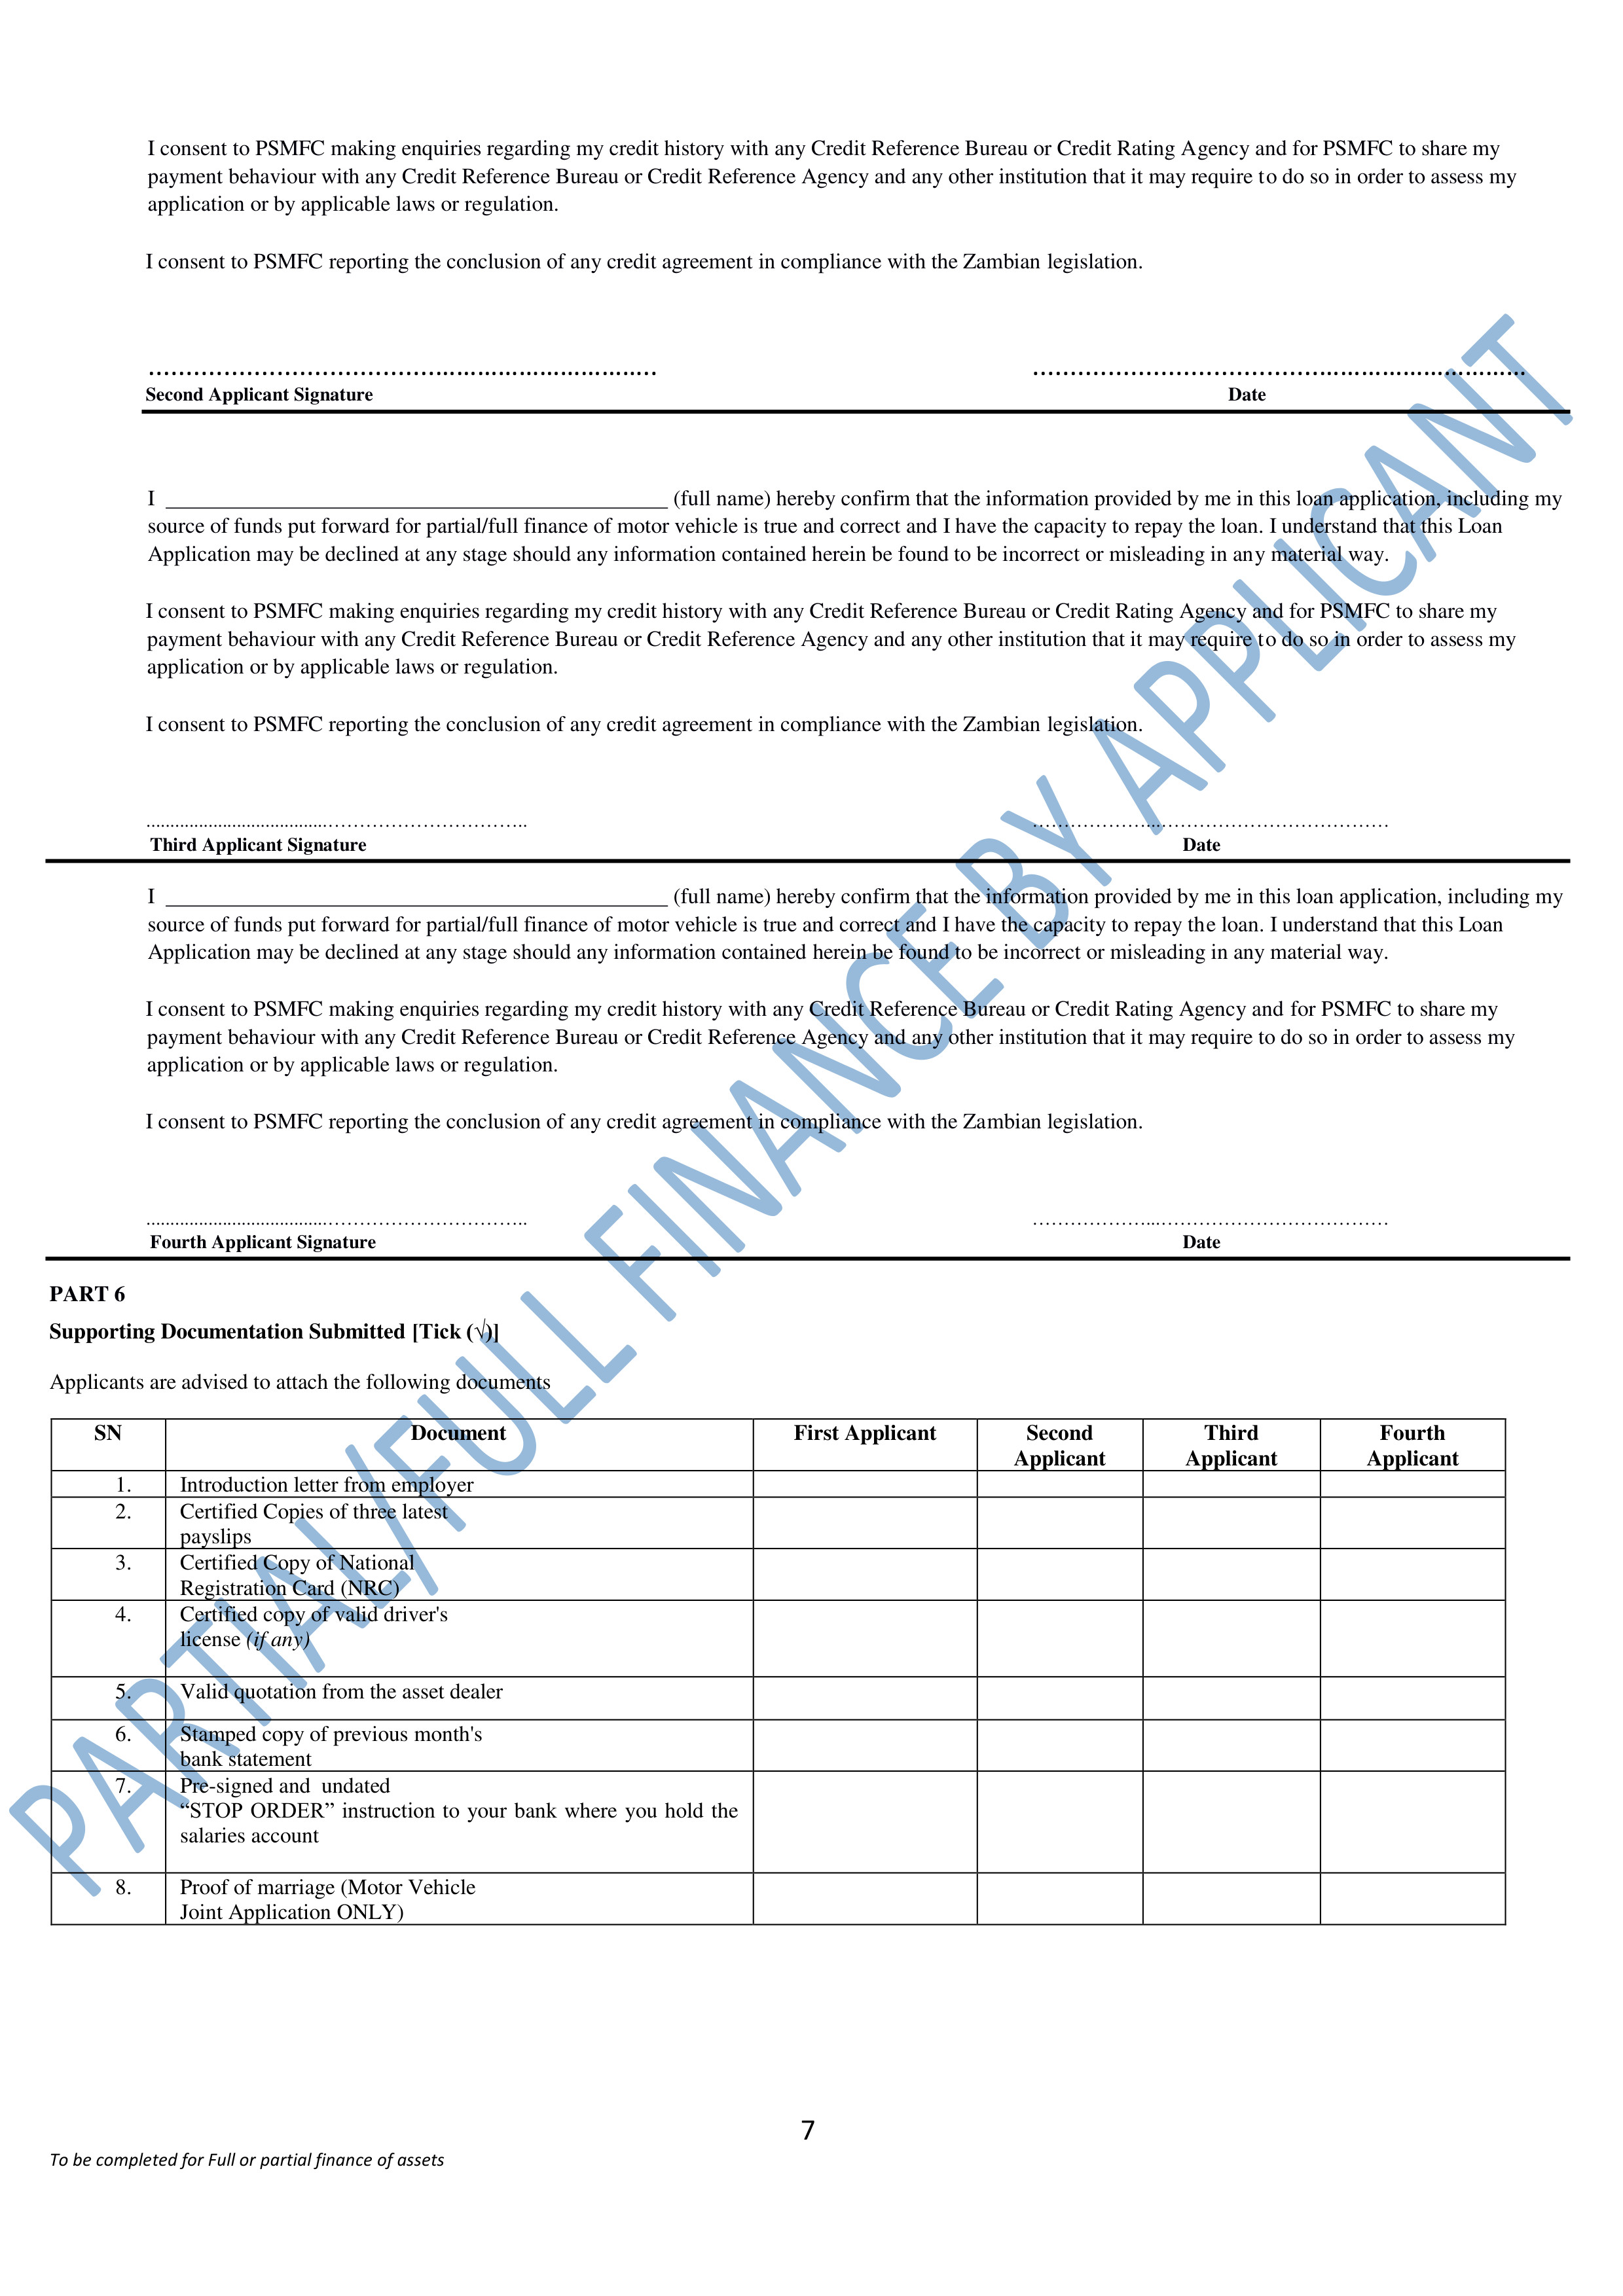 I consent to PSMFC making enquiries regarding my credit history with any Credit Reference Bureau or Credit Rating Agency and for PSMFC to share my
payment behaviour with any Credit Reference Bureau or Credit Reference Agency and any other institution that it may require to do so in order to assess my
application or by applicable laws or regulation.
I consent to PSMFC reporting the conclusion of any credit agreement in compliance with the Zambian legislation.
Second Applicant Signature Date
I ______________________________ (full name) hereby confirm that the information provided by me in this loan application, including my
source of funds put forward for partial/full finance of motor vehicle is true and correct and I have the capacity to repay the loan. I understand that this Loan
Application may be declined at any stage should any information contained herein be found to be incorrect or misleading in any material way.
I consent to PSMFC making enquiries regarding my credit history with any Credit Reference Bureau or Credit Rating Agency and for PSMFC to share my
payment behaviour with any Credit Reference Bureau or Credit Reference Agency and any other institution that it may require to do so in order to assess my
application or by applicable laws or regulation.
I consent to PSMFC reporting the conclusion of any credit agreement in compliance with the Zambian legislation.
Third Applicant Signature Date
I ______________________________ (full name) hereby confirm that the information provided by me in this loan application, including my
source of funds put forward for partial/full finance of motor vehicle is true and correct and I have the capacity to repay the loan. I understand that this Loan
Application may be declined at any stage should any information contained herein be found to be incorrect or misleading in any material way.
I consent to PSMFC making enquiries regarding my credit history with any Credit Reference Bureau or Credit Rating Agency and for PSMFC to share my
payment behaviour with any Credit Reference Bureau or Credit Reference Agency and any other institution that it may require to do so in order to assess my
application or by applicable laws or regulation.
I consent to PSMFC reporting the conclusion of any credit agreement in compliance with the Zambian legislation.
Fourth Applicant Signature Date
PART 6
Supporting Documentation Submitted [Tick (√)]
Applicants are advised to attach the following documents
SN Document First Applicant Second Applicant Third Applicant Fourth Applicant
1. Introduction letter from employer
2. Certified Copies of three latest
payslips
3. Certified Copy of National
Registration Card (NRC)
4. Certified copy of valid driver's
license (if any)
5. Valid quotation from the asset dealer
6. Stamped copy of previous month's
bank statement
7. Pre-signed and undated
“STOP ORDER” instruction to your bank where you hold the
salaries account
8. Proof of marriage (Motor Vehicle
Joint Application ONLY)
7
To be completed for Full or partial finance of assets
PARTIAL/FULL FINANCE BY APPLICANT